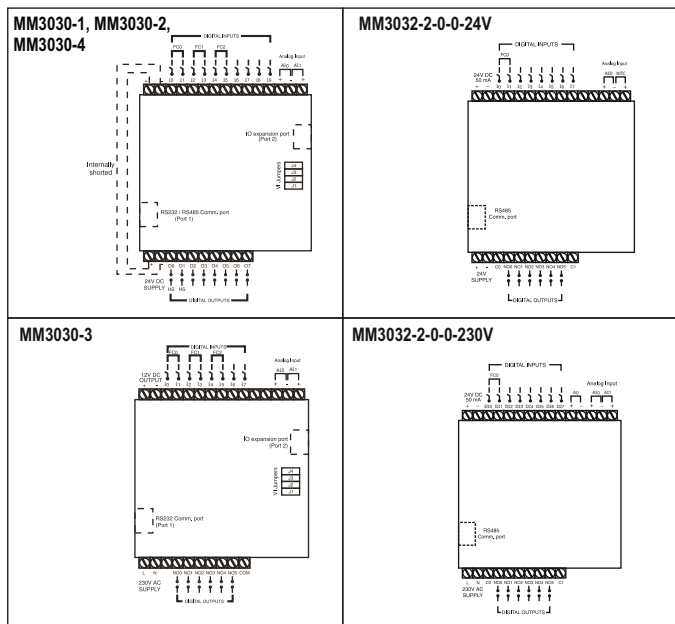 MM3030-1, MM3030-2,
MM3030-4
DIGITAL INPUTS
FC0 FC1 FC2
Analog Input
AI0 AI1
+ - I0 I1 I2 I3 I4 I5 I6 I7 I8 I9 + - +
IO expansion port
(Port 2)
Internally
shorted
VI Jumpers
J4
J3
J2
J1
RS232 / RS485 Comm. port
(Port 1)
+ - O0 O1 O2 O3 O4 O5 O6 O7
24V DC
SUPPLY
HS HS
DIGITAL OUTPUTS
MM3032-2-0-0-24V
DIGITAL INPUTS
FC0
Analog Input
24V DC
50 mA
AI0 NTC
+ - I0 I1 I2 I3 I4 I5 I6 I7 + - +
RS485
Comm. port
+ - C0 NO0 NO1 NO2 NO3 NO4 NO5 C1
24V
SUPPLY
DIGITAL OUTPUTS
MM3030-3
DIGITAL INPUTS
FC0 FC1 FC2
Analog Input
12V DC
OUTPUT
AI0 AI1
+ - I0 I1 I2 I3 I4 I5 I6 I7 + - +
IO expansion port
(Port 2)
VI Jumpers
J4
J3
J2
J1
RS232 Comm. port
(Port 1)
L N NO0 NO1 NO2 NO3 NO4 NO5 COM
230V AC
SUPPLY
DIGITAL OUTPUTS
MM3032-2-0-0-230V
DIGITAL INPUTS
FC0
Analog Input
24V DC
50 mA
AI0 AI1
+ - DI0 DI1 DI2 DI3 DI4 DI5 DI6 DI7 + - + - +
RS485
Comm. port
L N C0 NO0 NO1 NO2 NO3 NO4 NO5 C1
230V AC
SUPPLY
DIGITAL OUTPUTS